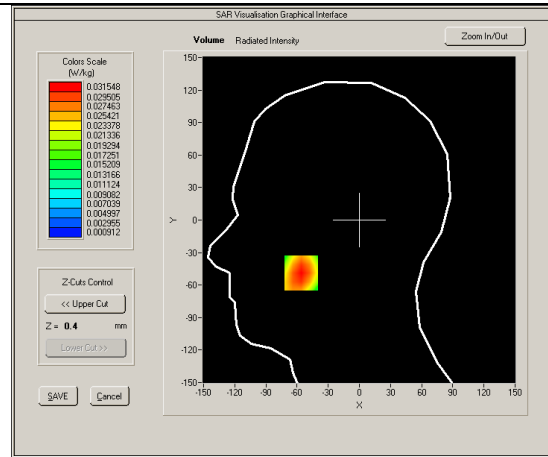 SAR Visualisation Graphical Interface
Volume Radiated Intensity
Zoom In/Out
Colors Scale
(W/kg)
0.031548
0.029505
0.027463
0.025421
0.023378
0.021336
0.019294
0.017251
0.015209
0.013166
0.011124
0.009082
0.007039
0.004997
0.002955
0.000912
Z-Cuts Control
<< Upper Cut
Z = 0.4 mm
Lower Cut >>
SAVE Cancel
150-
120-
90-
60-
30-
Y 0-
-30-
-60-
-90-
-120-
-150-
-150 -120 -90 -60 -30 0 30 60 90 120 150
X